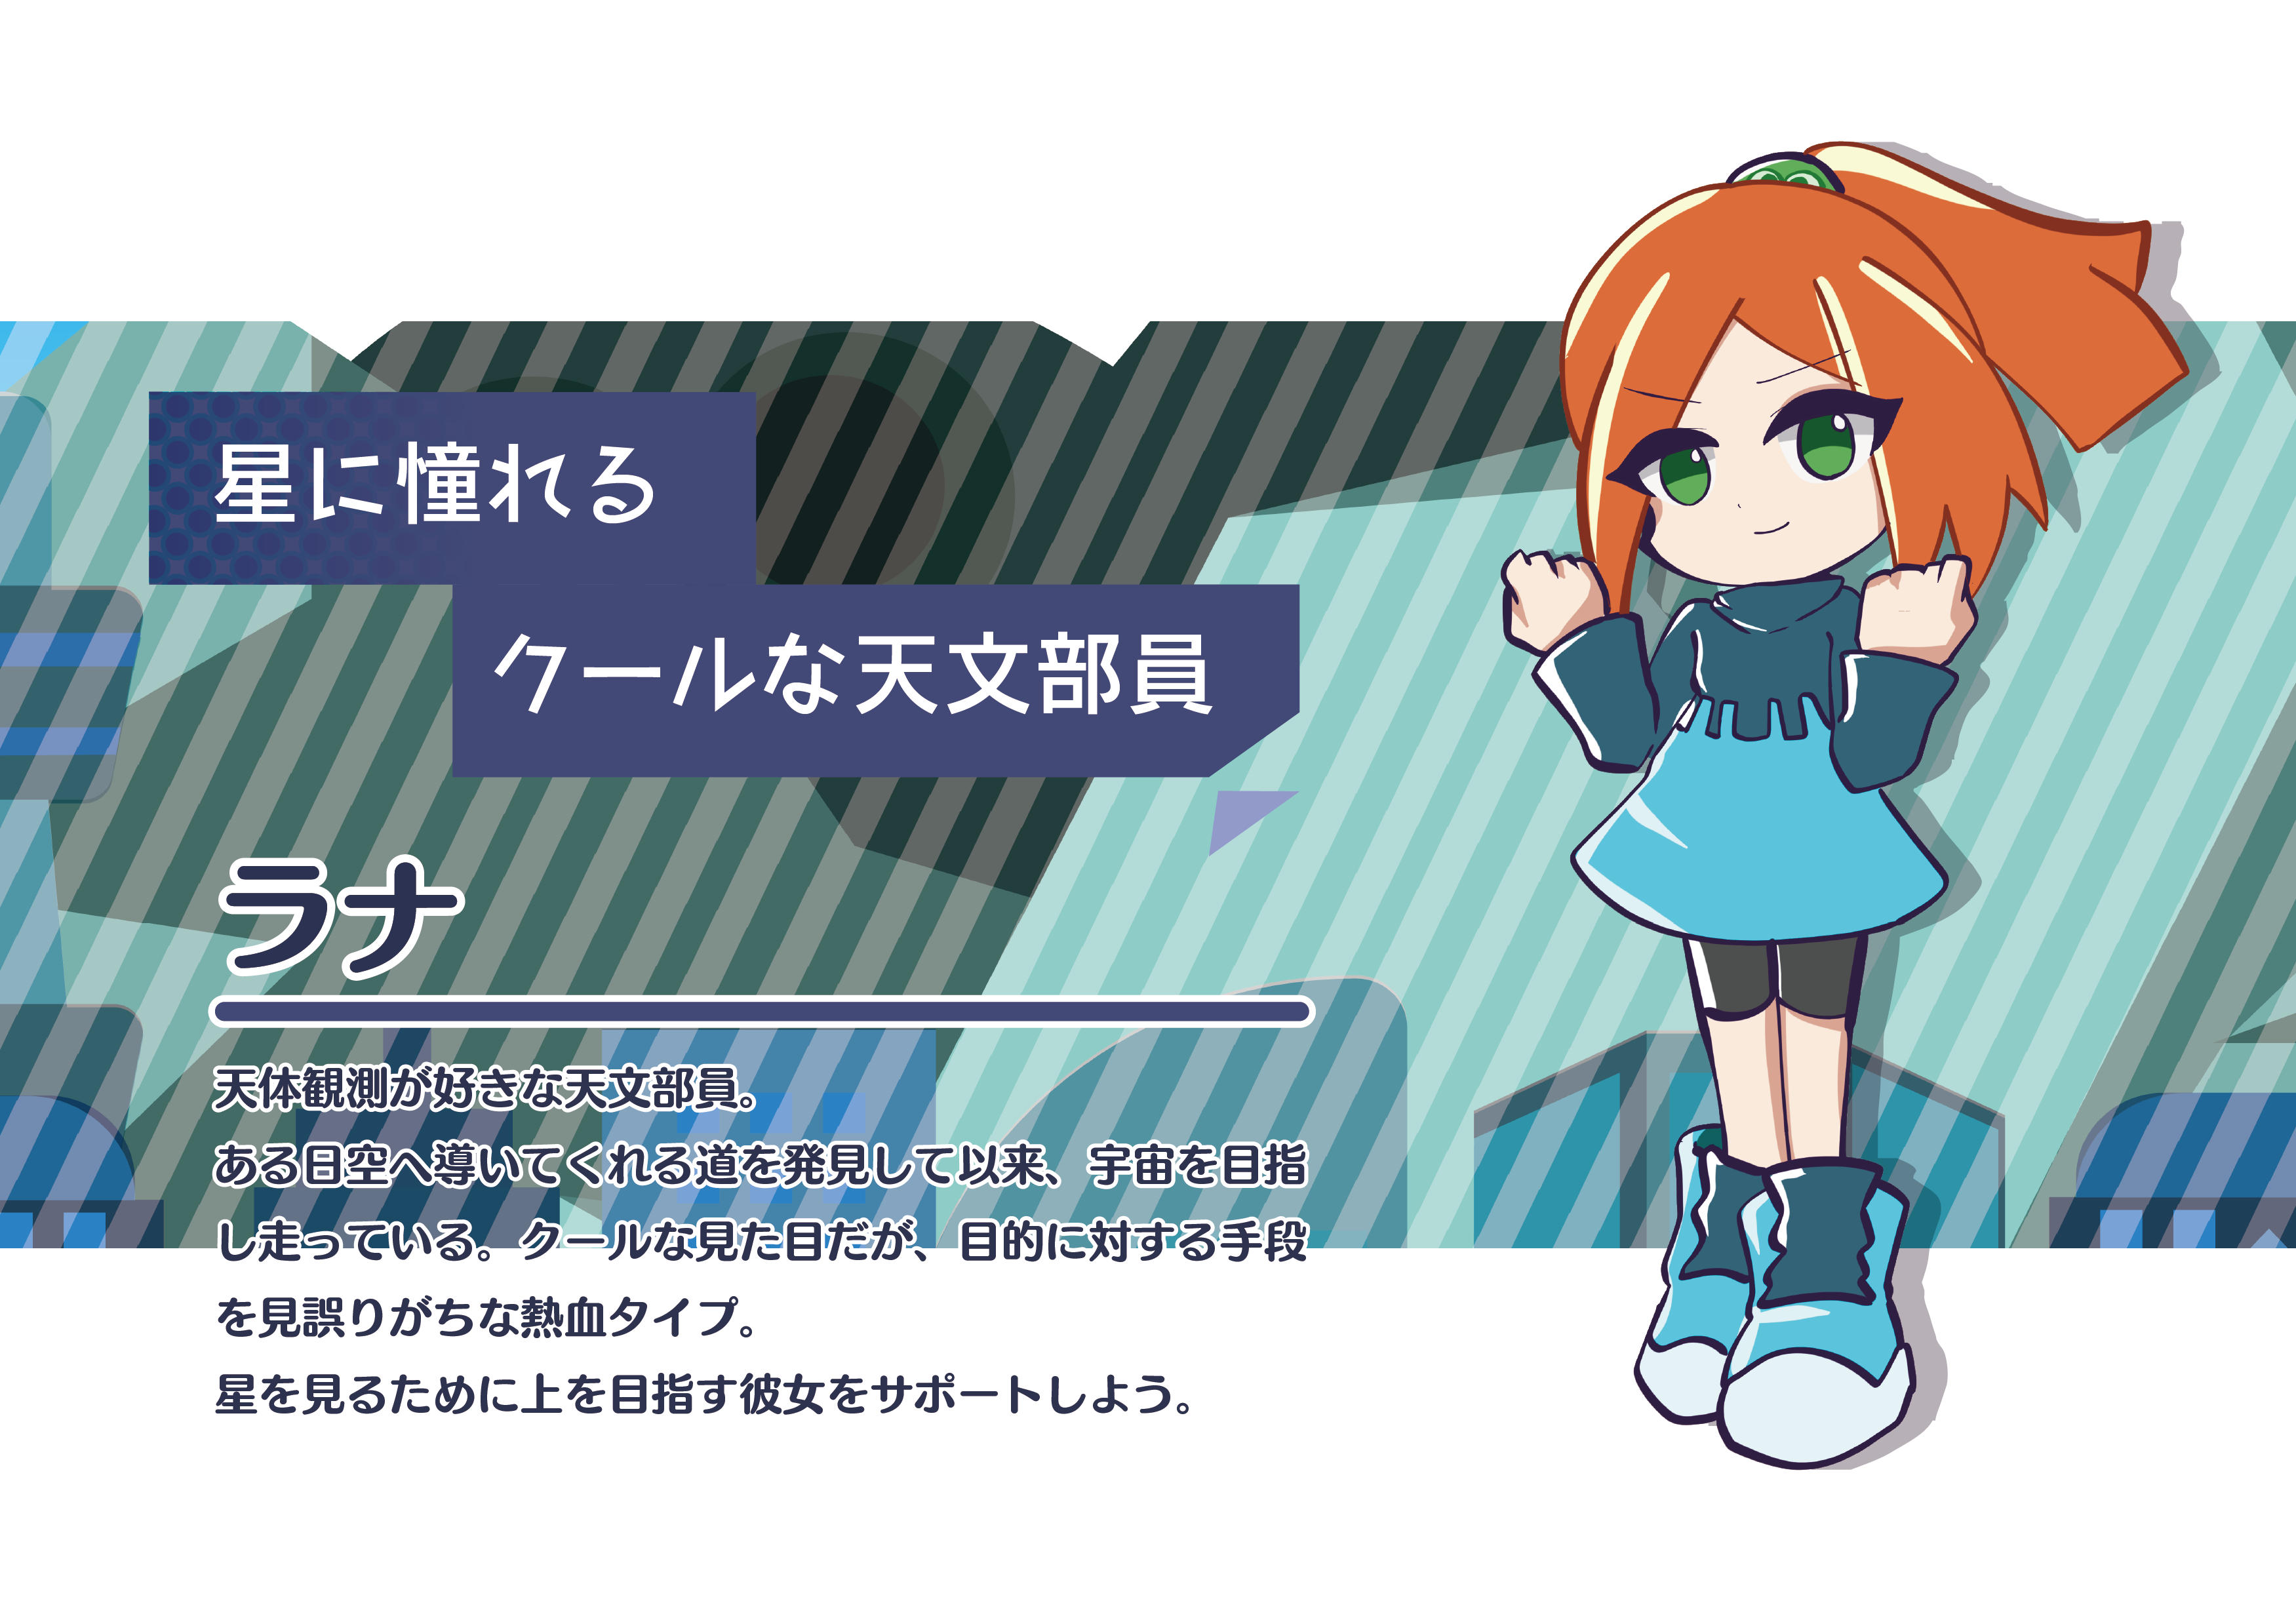 星に憧れる
クールな天文部員
ラナ
天体観測が好きな天文部員。
ある日空へ導いてくれる道を発見して以来、宇宙を目指
し走っている。クールな見た目だが、目的に対する手段
を見誤りがちな熱血タイプ。
星を見るために上を目指す彼女をサポートしよう。